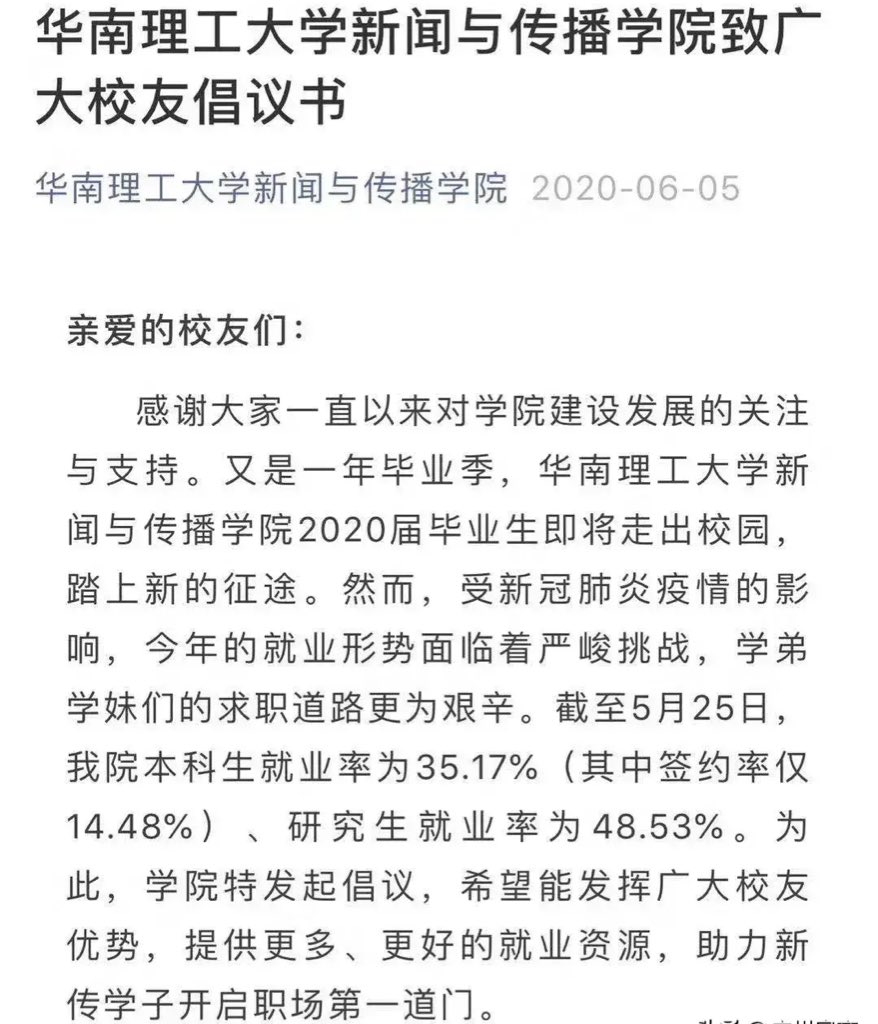 华南理工大学新闻与传播学院致广
大校友倡议书
华南理工大学新闻与传播学院 2020-06-05
亲爱的校友们：
感谢大家一直以来对学院建设发展的关注
与支持。又是一年毕业季，华南理工大学新
闻与传播学院2020届毕业生即将走出校园，
踏上新的征途。然而，受新冠肺炎疫情的影
响，今年的就业形势面临着严峻挑战，学弟
学妹们的求职道路更为艰辛。截至5月25日，
我院本科生就业率为35.17%（其中签约率仅
14.48%）、研究生就业率为48.53%。为
此，学院特发起倡议，希望能发挥广大校友
优势，提供更多、更好的就业资源，助力新
传学子开启职场第一道门。